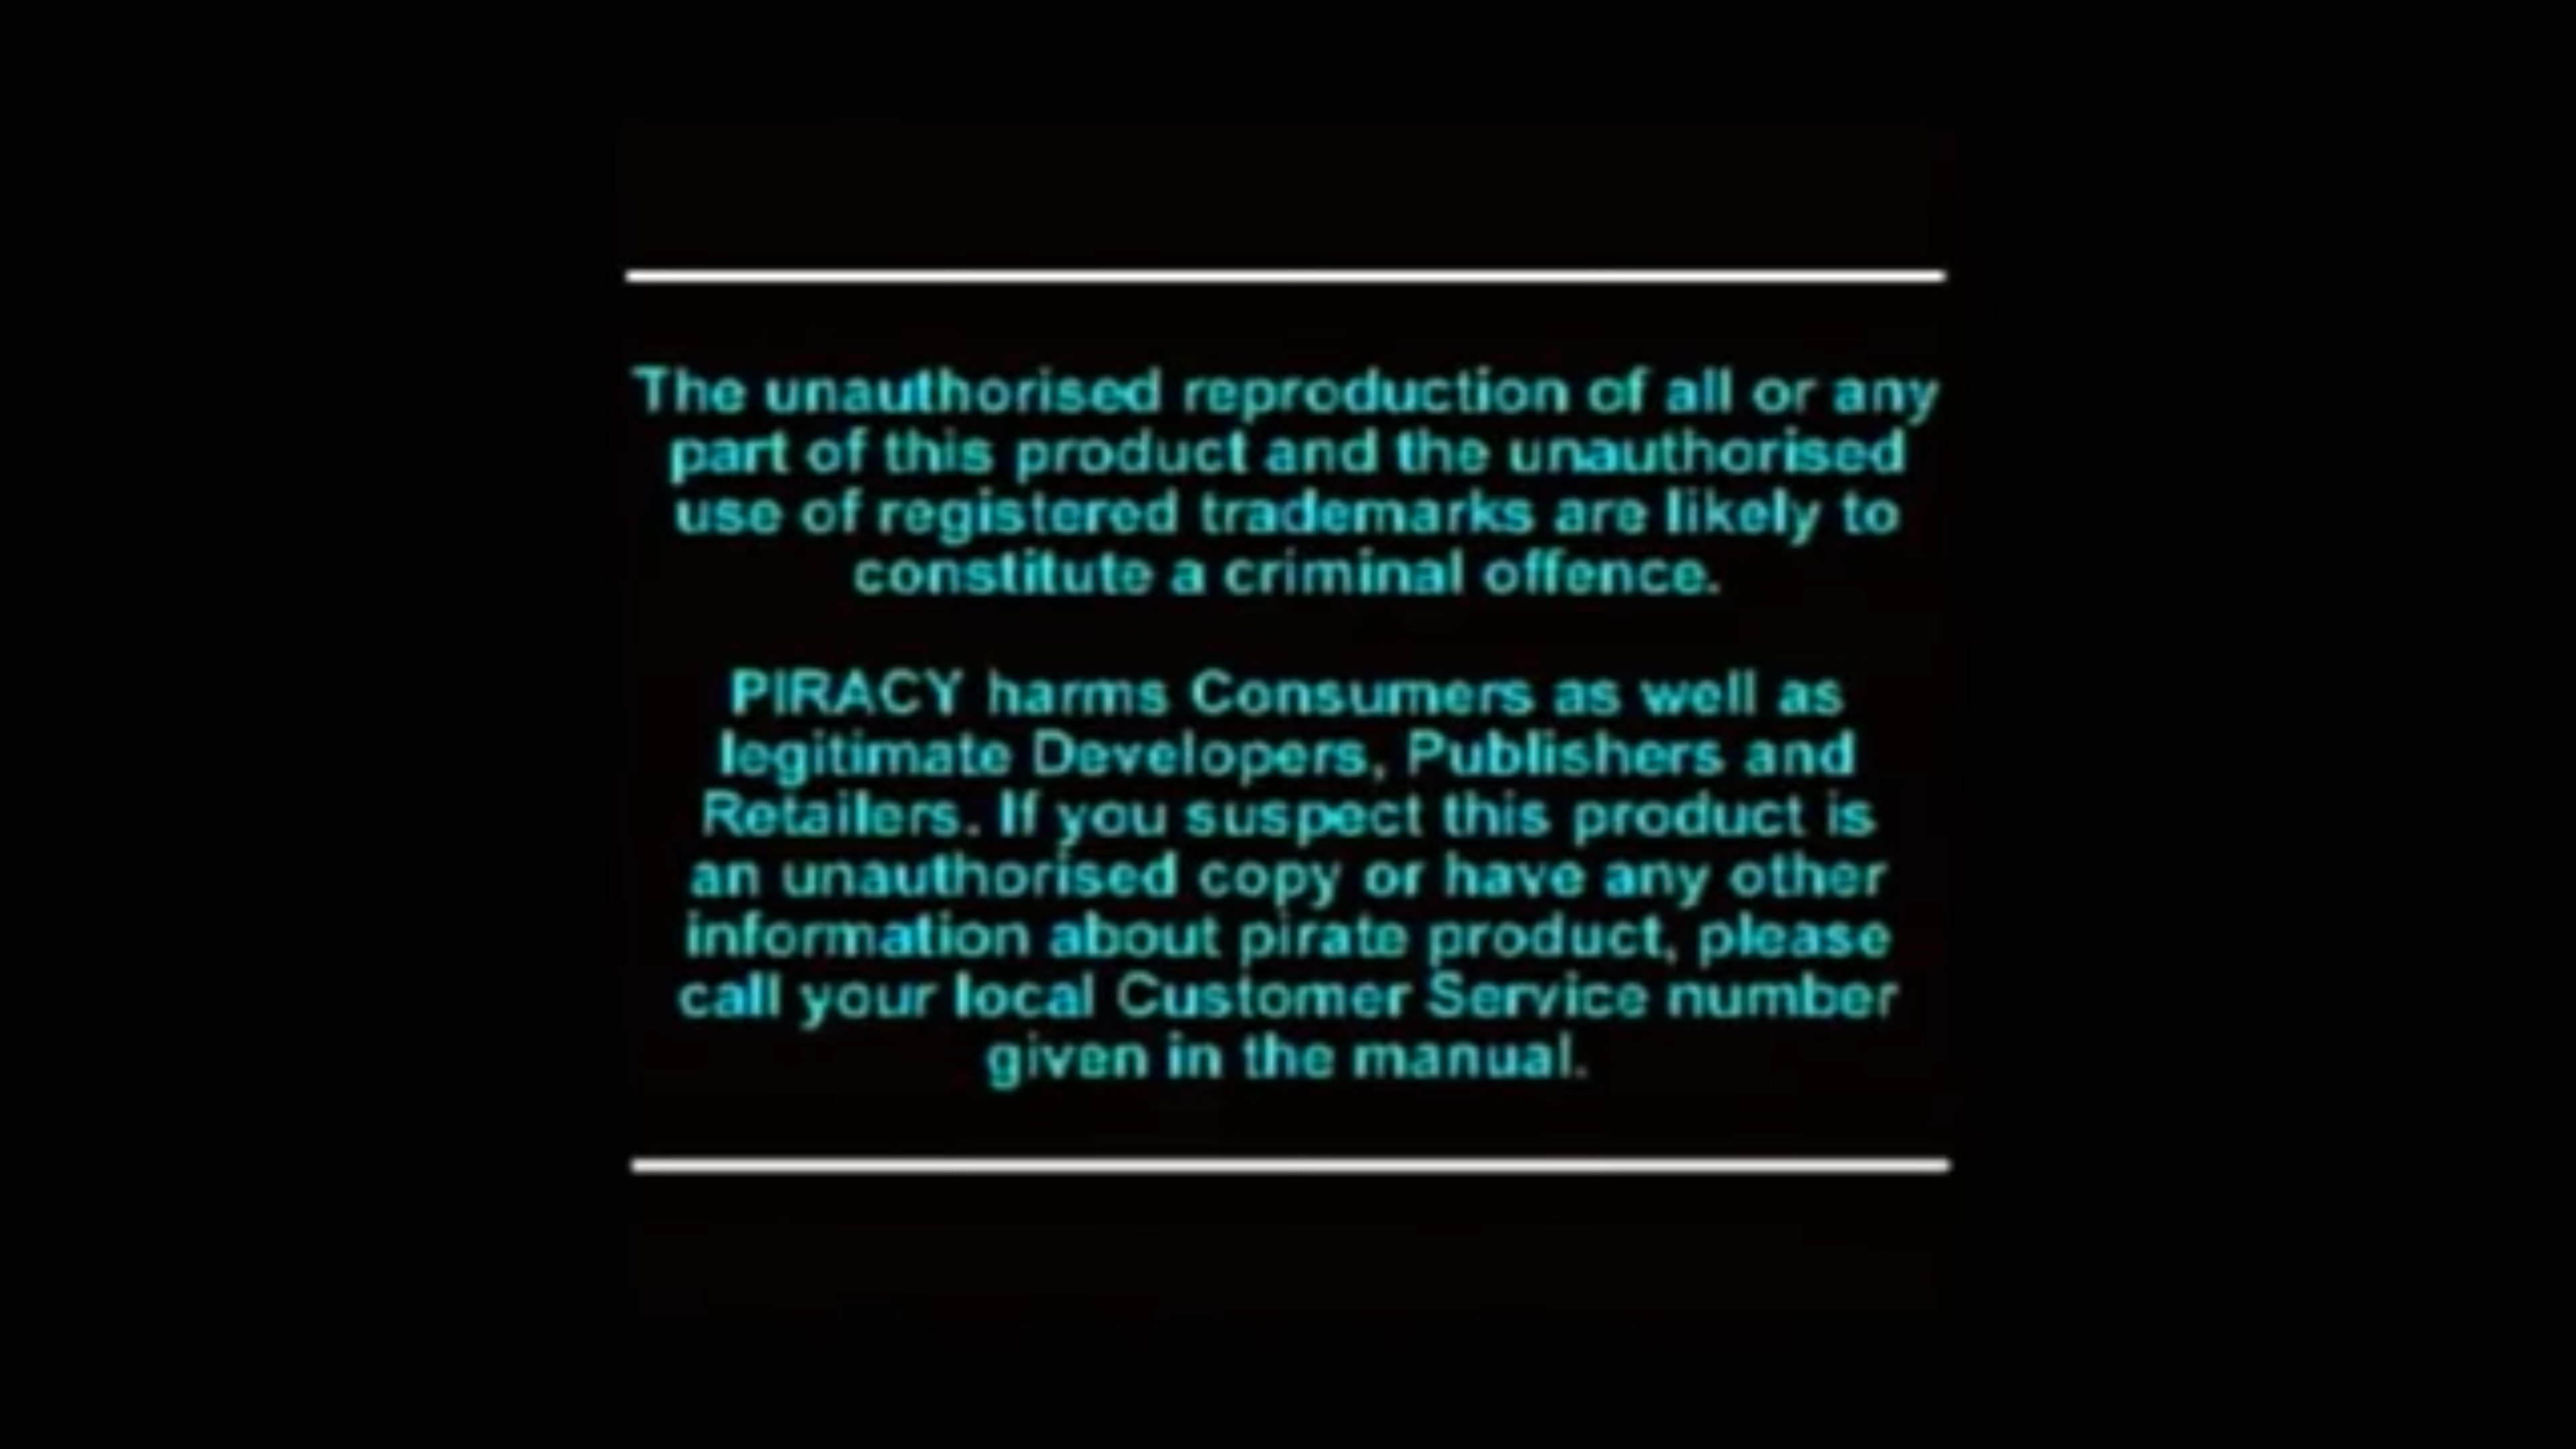 The unauthorised reproduction of all or any
part of this product and the unauthorised
use of registered trademarks are likely to
constitute a criminal offence.
PIRACY harms Consumers as well as
legitimate Developers, Publishers and
Retailers. If you suspect this product is
an unauthorised copy or have any other
information about pirate product, please
call your local Customer Service number
given in the manual.